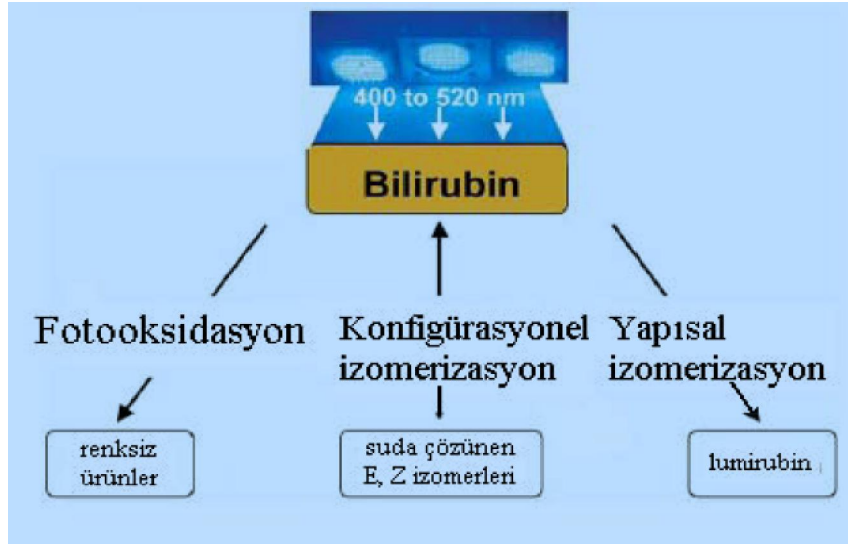 400 to 520 nm
Bilirubin
Fotooksidasyon
Konfigürasyonel
izomerizasyon
Yapısal
izomerizasyon
renksiz
ürünler
suda çözünen
E, Z izomerleri
lumirubin